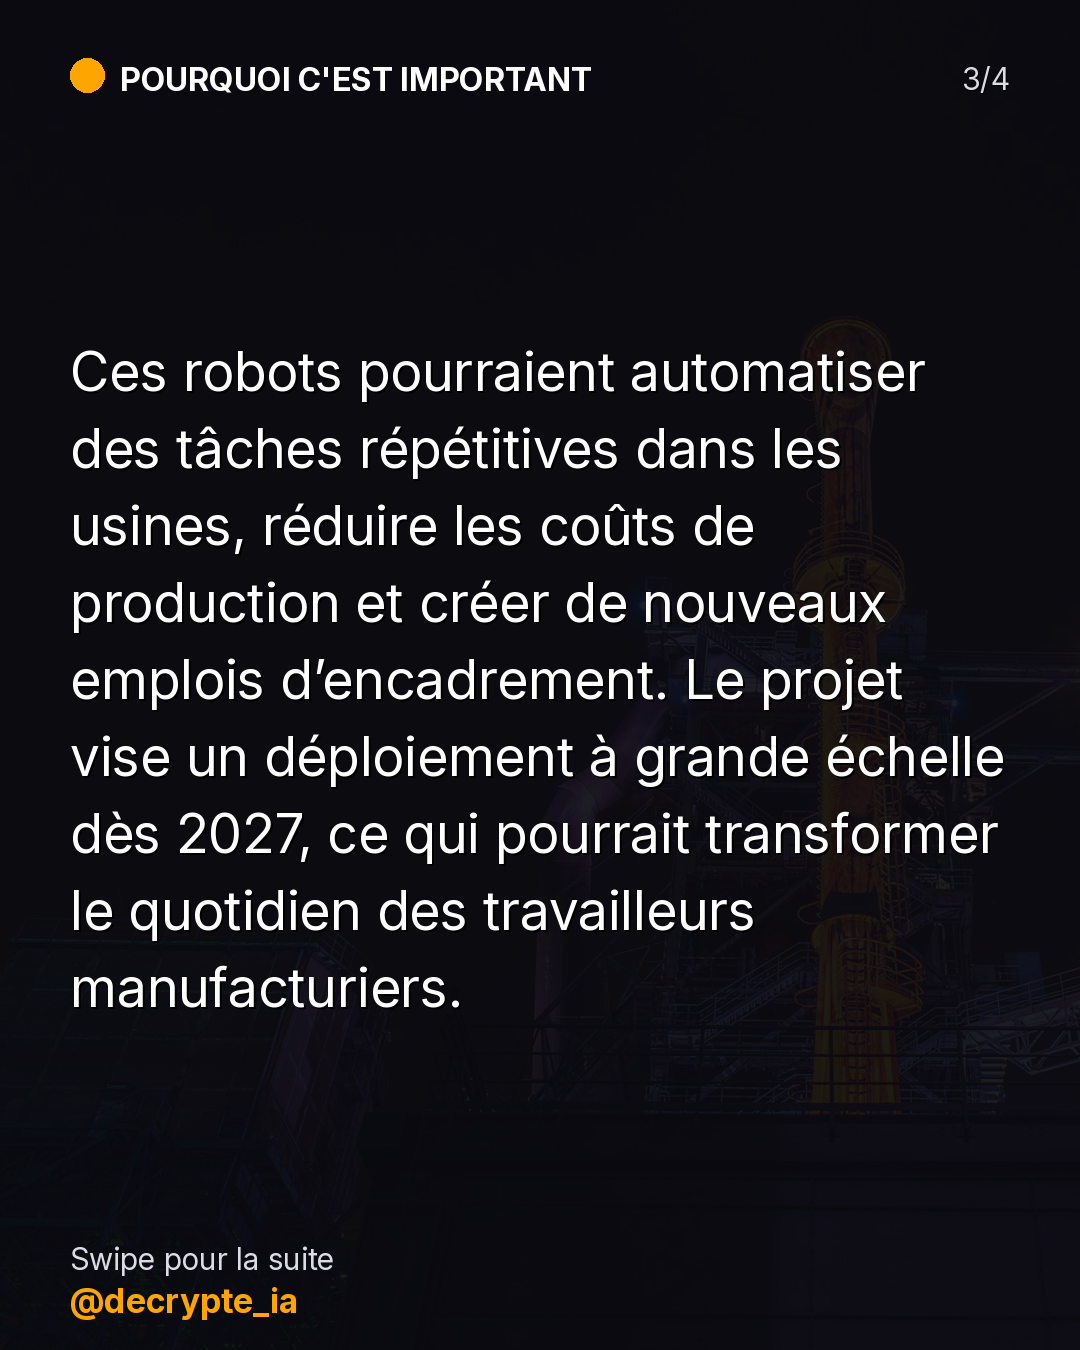 POURQUOI C'EST IMPORTANT
3/4
Ces robots pourraient automatiser
des tâches répétitives dans les
usines, réduire les coûts de
production et créer de nouveaux
emplois d’encadrement. Le projet
vise un déploiement à grande échelle
dès 2027, ce qui pourrait transformer
le quotidien des travailleurs
manufacturiers.
Swipe pour la suite
@decrypte_ia